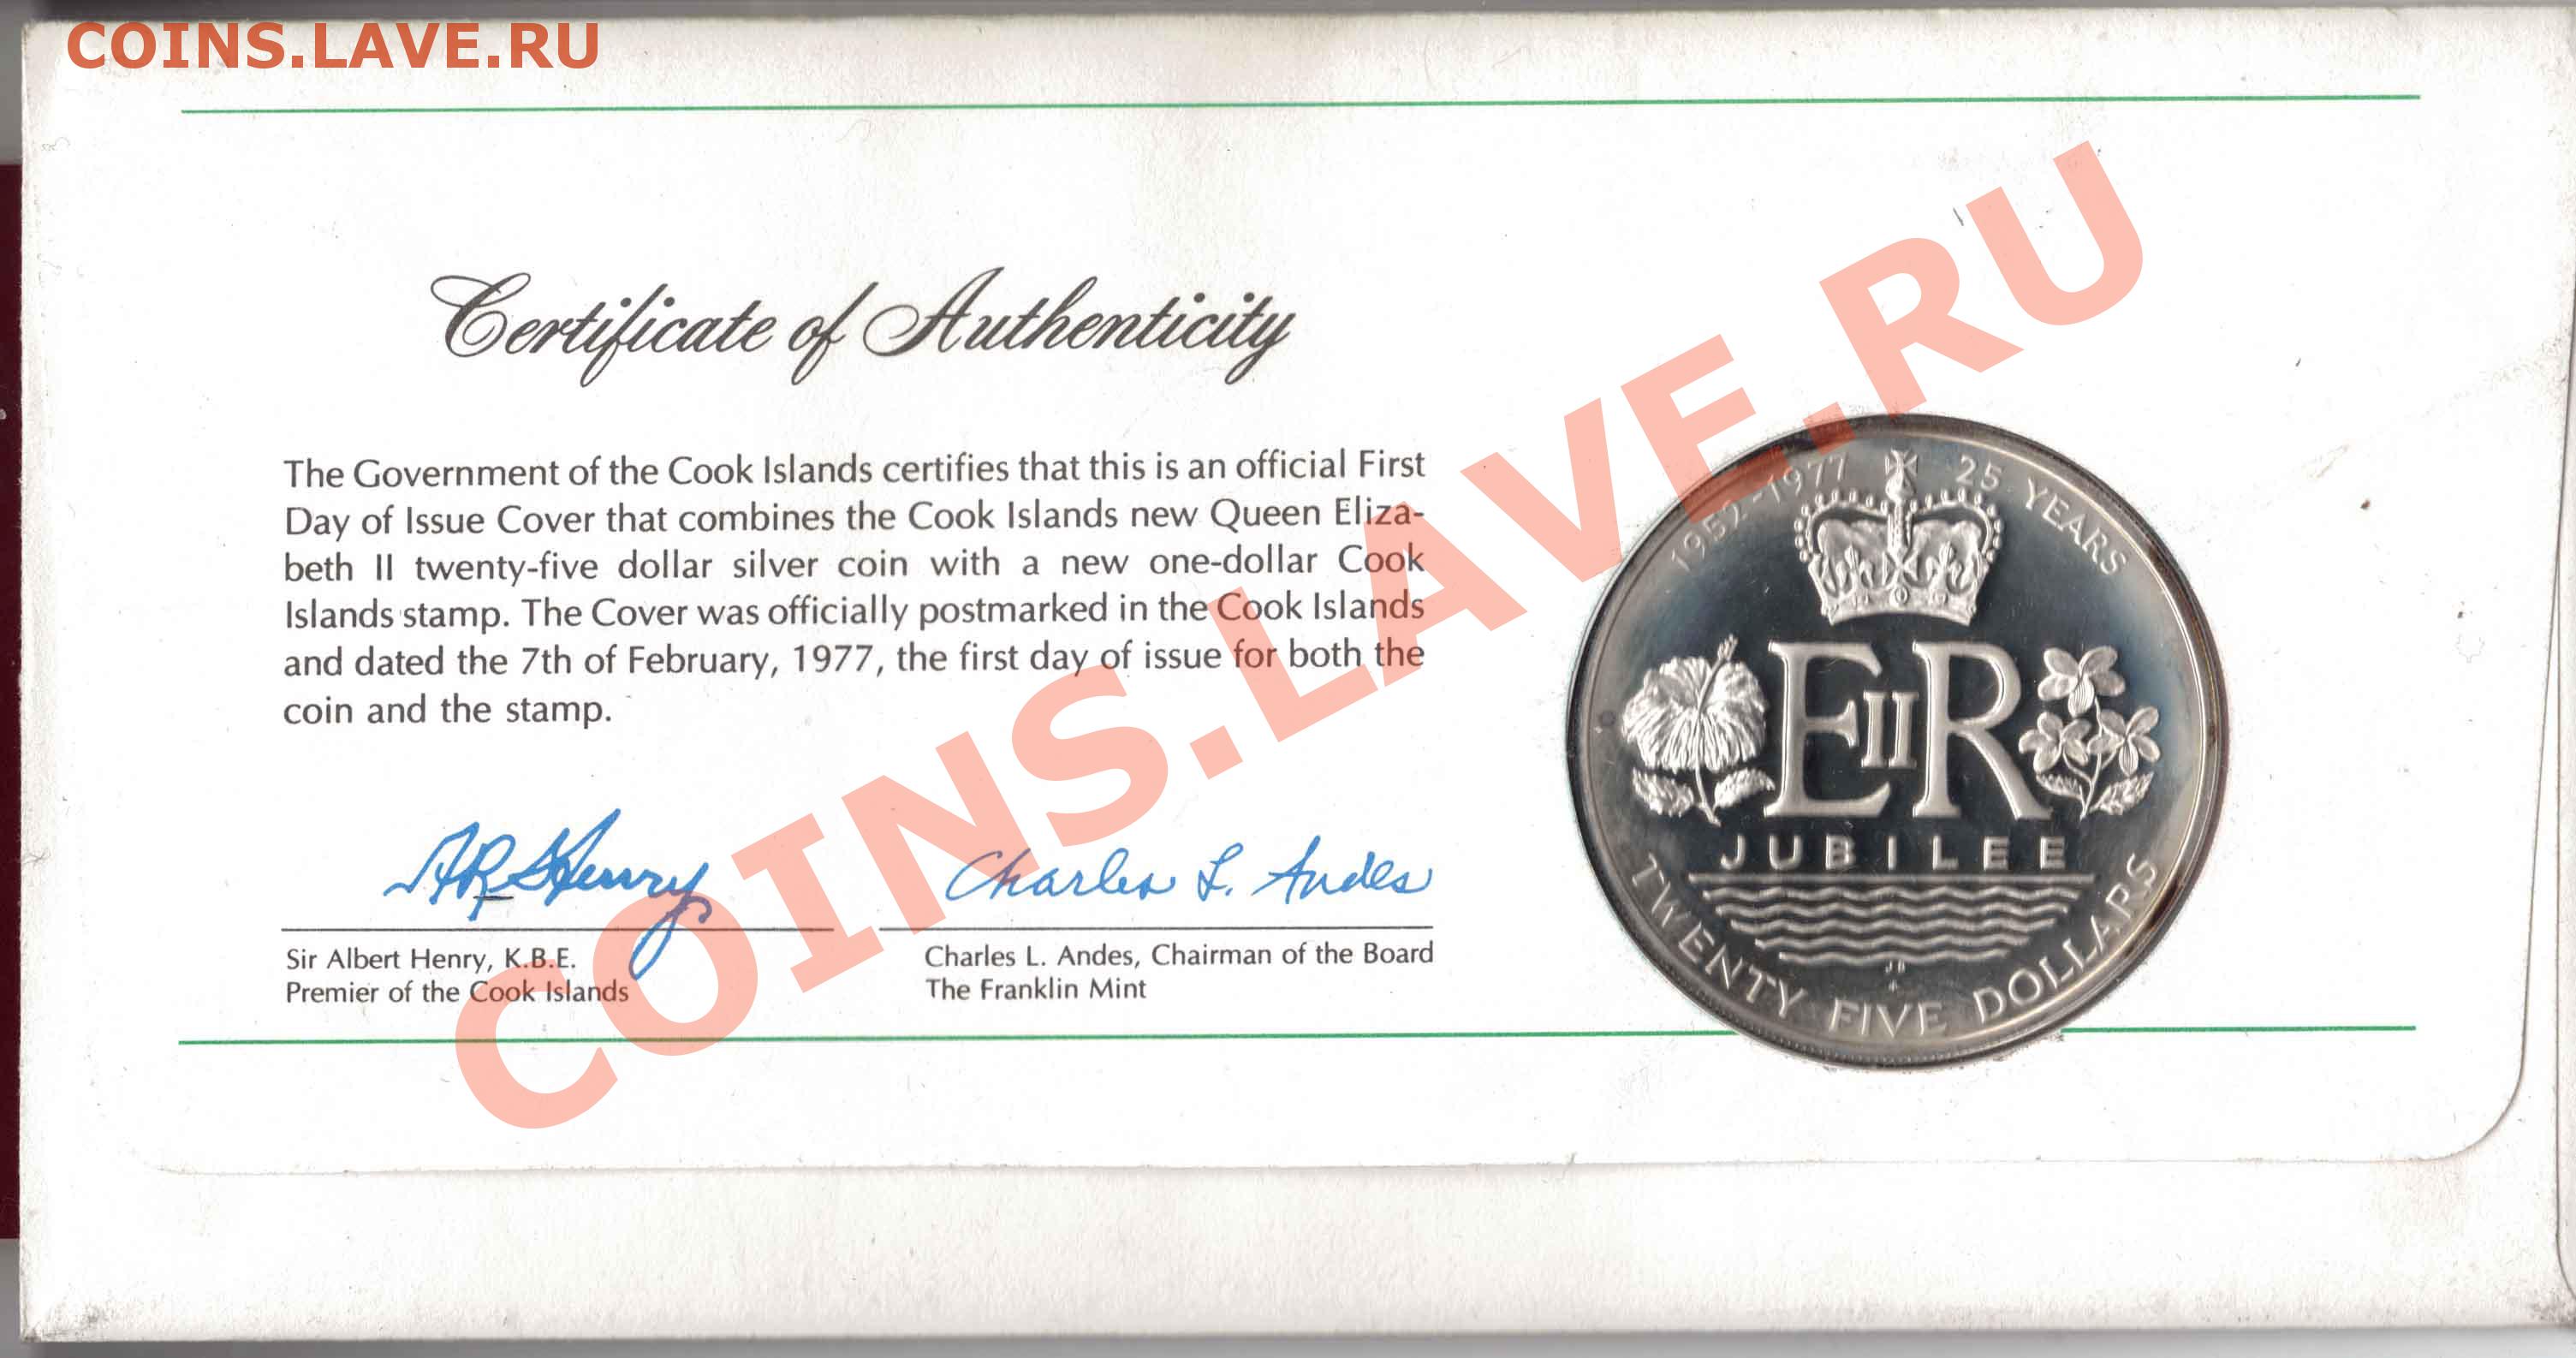 COINS.LAVE.RU
Certificate of Authenticity
The Government of the Cook Islands certifies that this is an official First
Day of Issue Cover that combines the Cook Islands new Queen Eliza-
beth II twenty-five dollar silver coin with a new one-dollar Cook
Islands stamp. The Cover was officially postmarked in the Cook Islands
and dated the 7th of February, 1977, the first day of issue for both the
coin and the stamp.
Charles L. Andes
Sir Albert Henry, K.B.E.
Premier of the Cook Islands
Charles L. Andes, Chairman of the Board
The Franklin Mint
1952-1977 25 YEARS
EIIR
JUBILEE
TWENTY FIVE DOLLARS
COINS.LAVE.RU